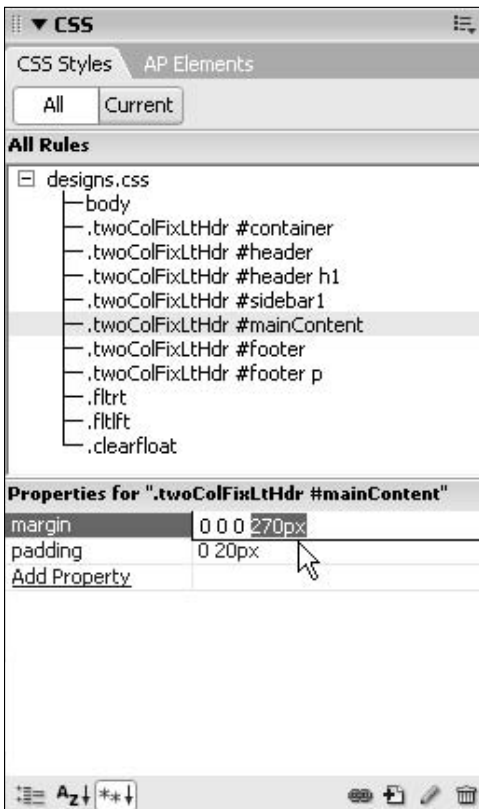 CSS
CSS Styles AP Elements
All Current
All Rules
designs.css
body
.twoColFixLtHdr #container
.twoColFixLtHdr #header
.twoColFixLtHdr #header h1
.twoColFixLtHdr #sidebar1
.twoColFixLtHdr #mainContent
.twoColFixLtHdr #footer
.twoColFixLtHdr #footer p
.fltrt
.fltlft
.clearfloat
Properties for ".twoColFixLtHdr #mainContent"
margin 0 0 0 270px
padding 0 20px
Add Property
Az↓ **↓